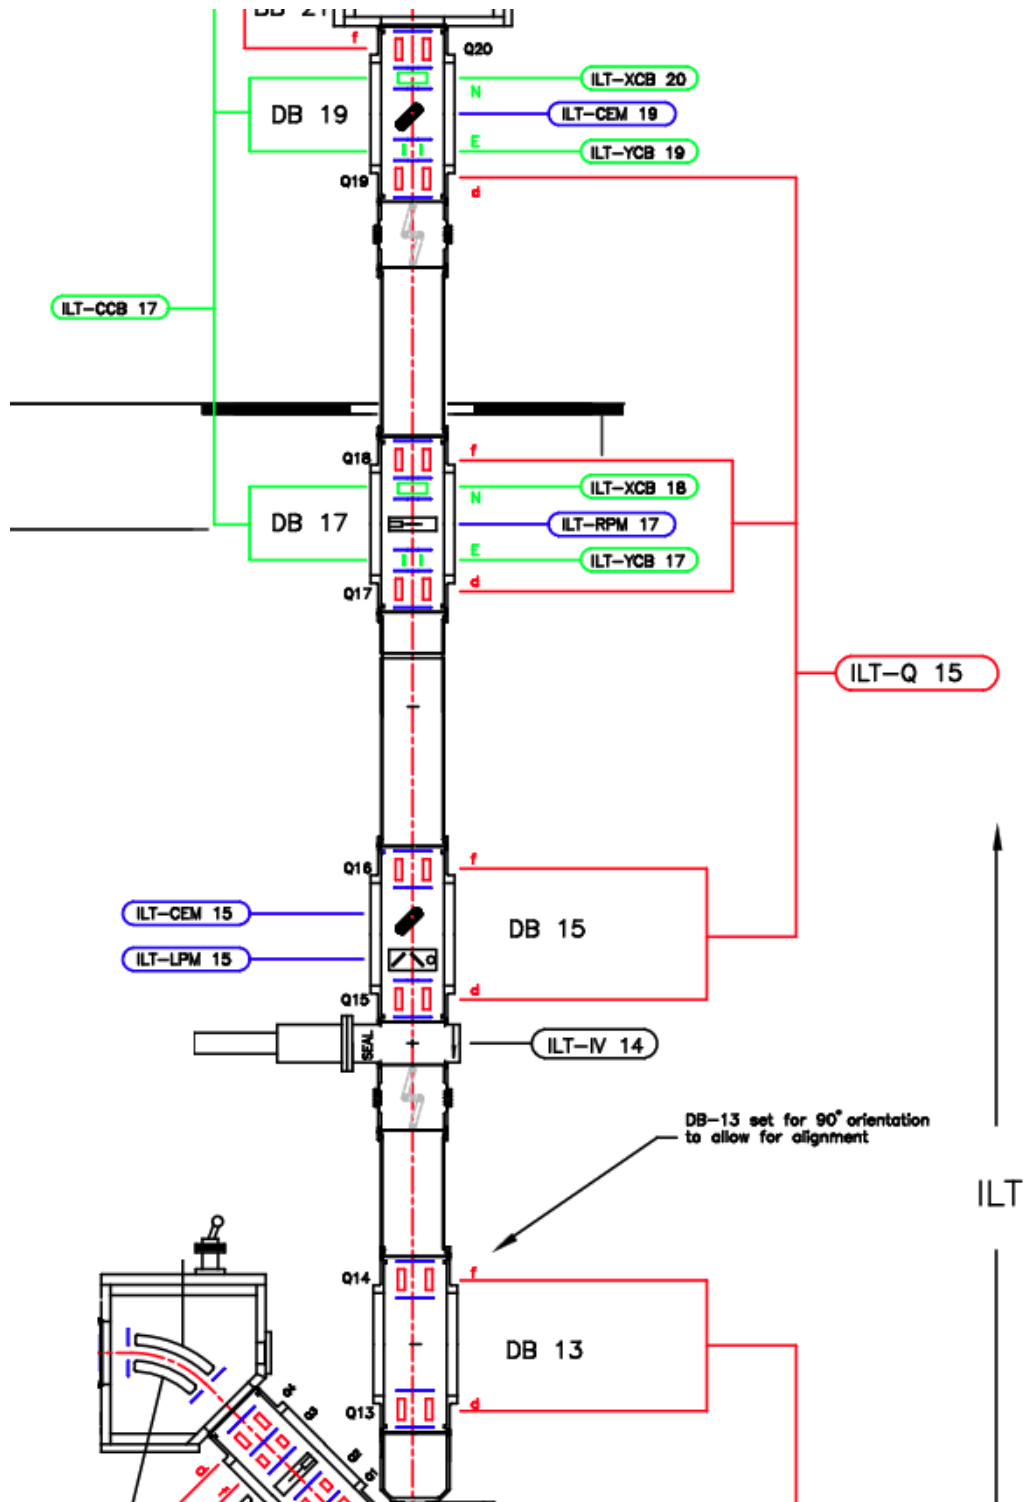 f
Q20
ILT-XCB 20
N
DB 19
ILT-CEM 19
E
ILT-YCB 19
Q19
d
ILT-CCB 17
Q18
f
ILT-XCB 18
N
DB 17
ILT-RPM 17
E
ILT-YCB 17
Q17
d
ILT-Q 15
Q16
f
ILT-CEM 15
DB 15
ILT-LPM 15
Q15
d
SEAL
ILT-IV 14
DB-13 set for 90° orientation
to allow for alignment
ILT
Q14
f
DB 13
Q13
d
d
f